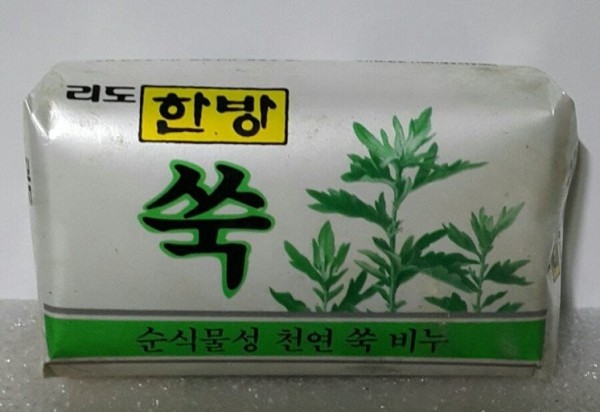 리도 한방
쑥
순식물성 천연 쑥 비누